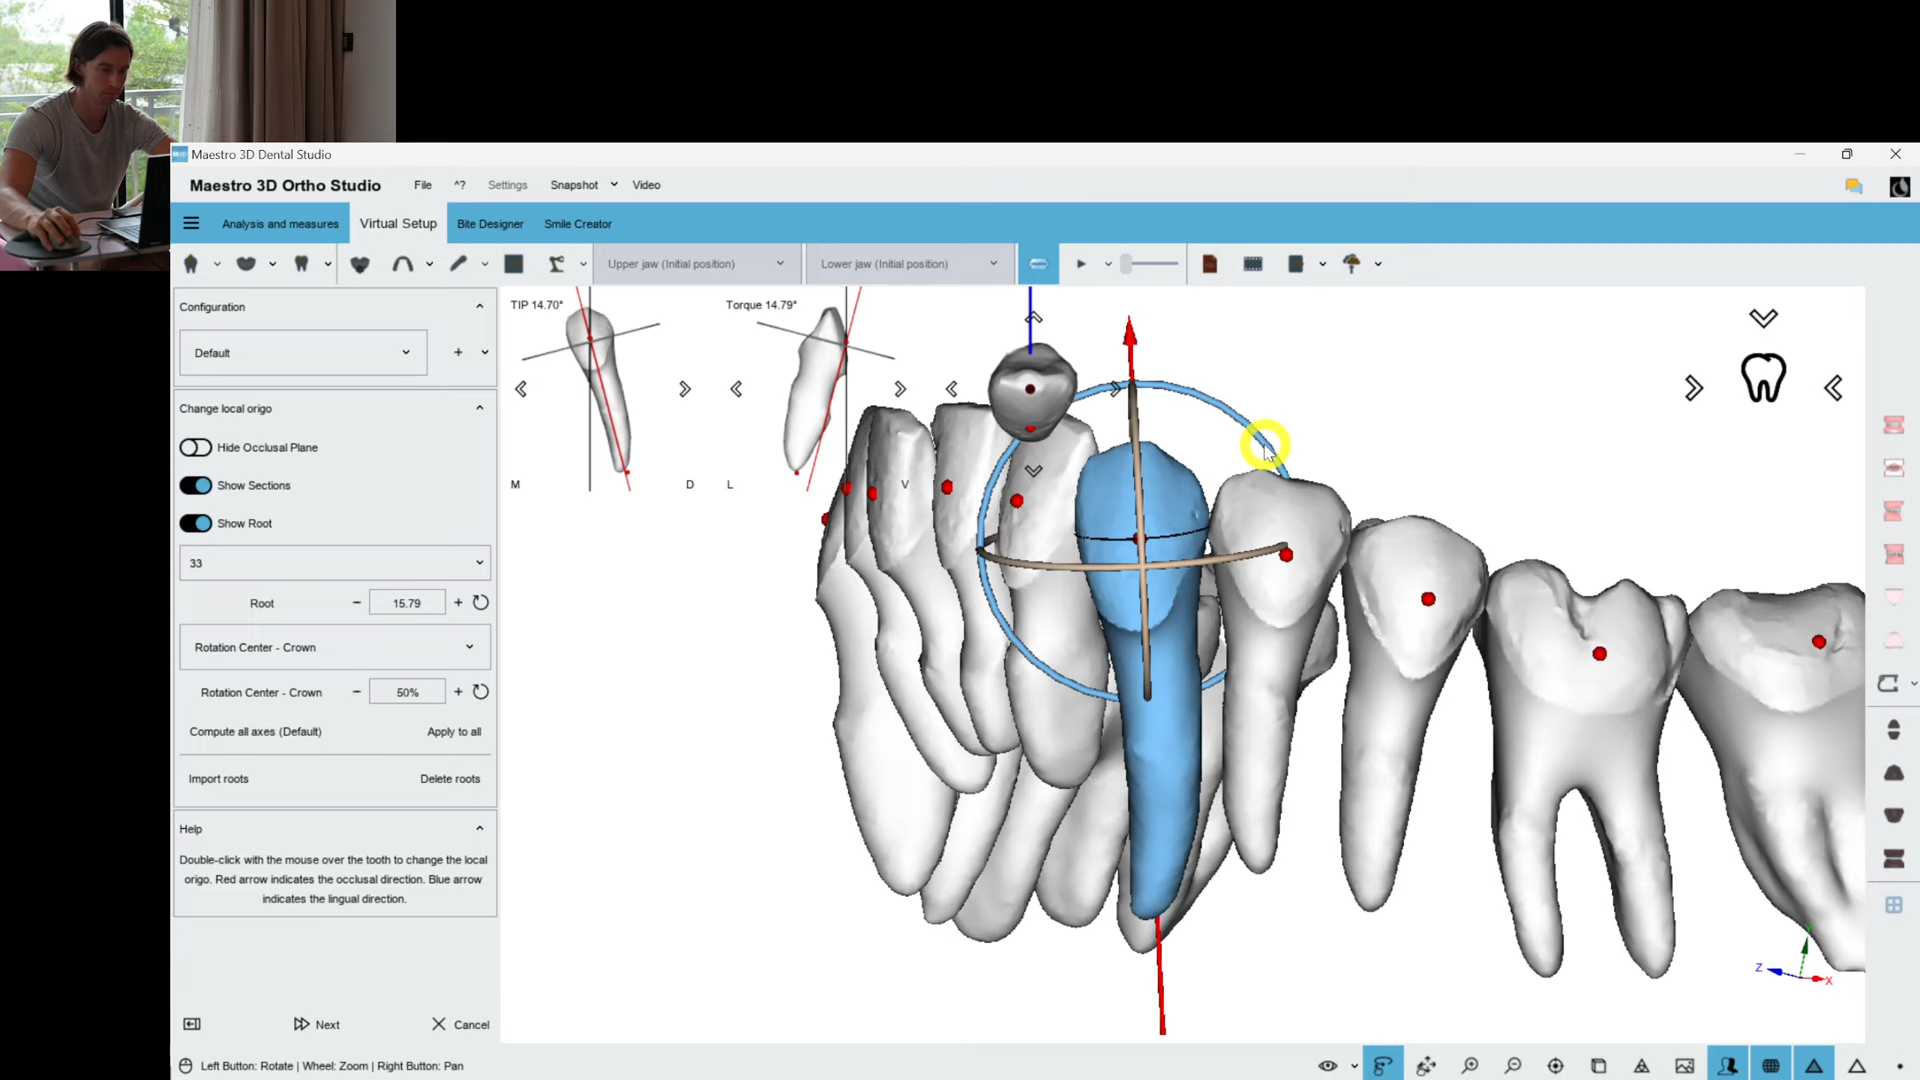 Maestro 3D Dental Studio
Maestro 3D Ortho Studio File ^? Settings Snapshot Video
Analysis and measures Virtual Setup Bite Designer Smile Creator
Upper jaw (Initial position) Lower jaw (Initial position)
Configuration
Default +
Change local origo
Hide Occlusal Plane
Show Sections
Show Root
33
Root − 15.79 +
Rotation Center - Crown
Rotation Center - Crown − 50% +
Compute all axes (Default) Apply to all
Import roots Delete roots
Help
Double-click with the mouse over the tooth to change the local
origo. Red arrow indicates the occlusal direction. Blue arrow
indicates the lingual direction.
Next Cancel
Left Button: Rotate | Wheel: Zoom | Right Button: Pan
TIP 14.70° Torque 14.79°
M D L V
Y
Z X